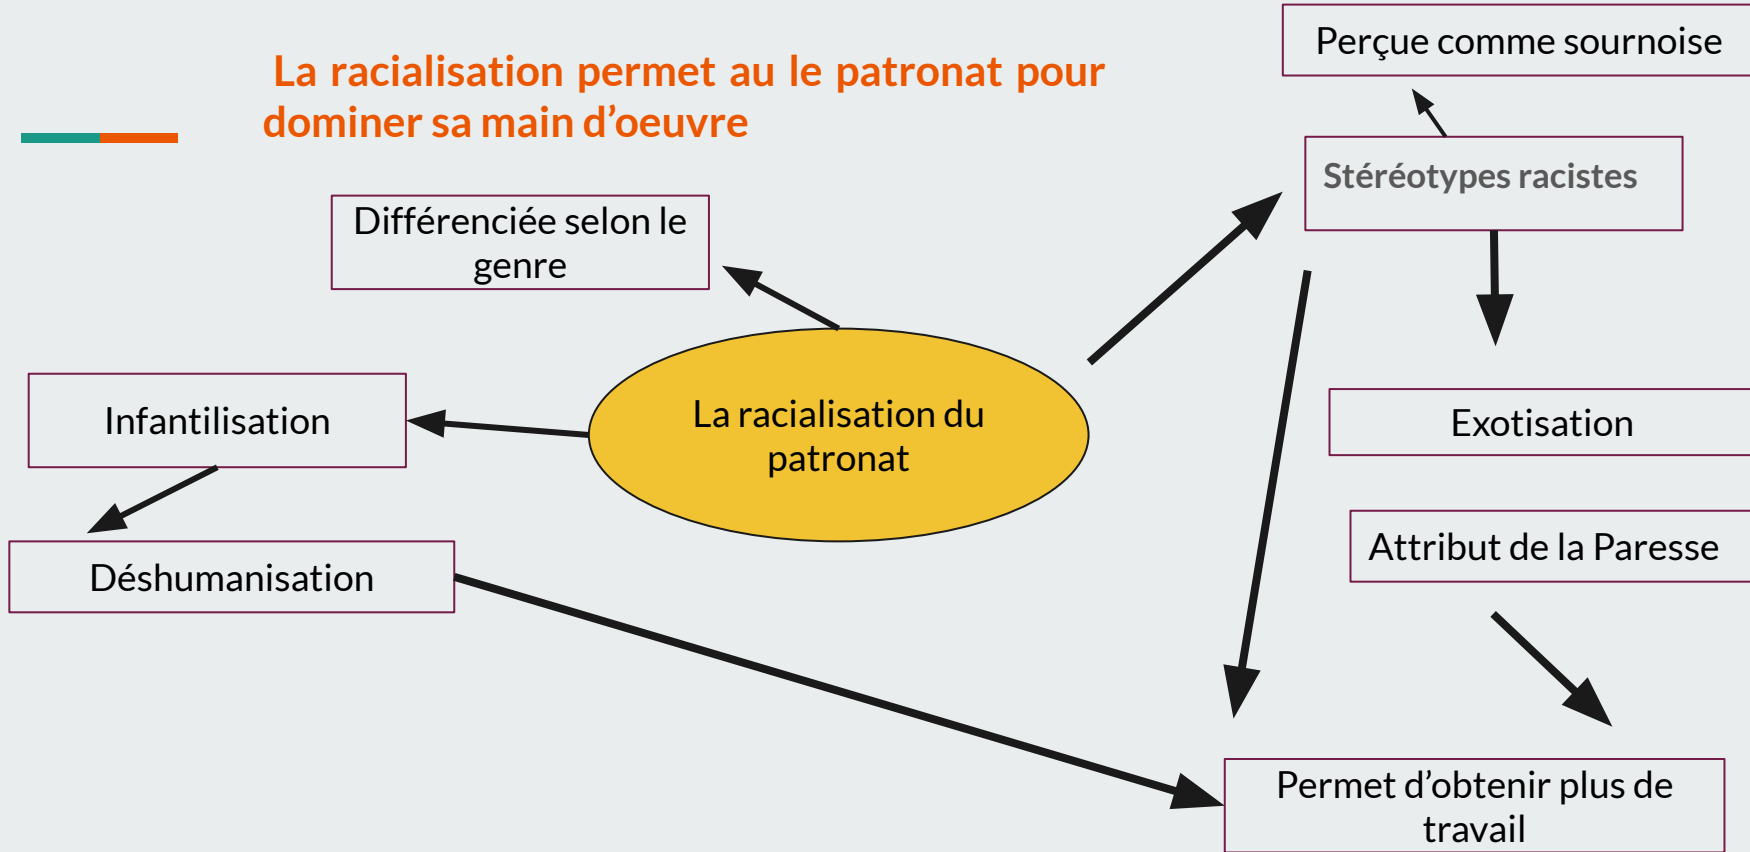 La racialisation permet au le patronat pour
dominer sa main d’oeuvre
Perçue comme sournoise
Stéréotypes racistes
Différenciée selon le
genre
Infantilisation
La racialisation du
patronat
Exotisation
Attribut de la Paresse
Déshumanisation
Permet d’obtenir plus de
travail